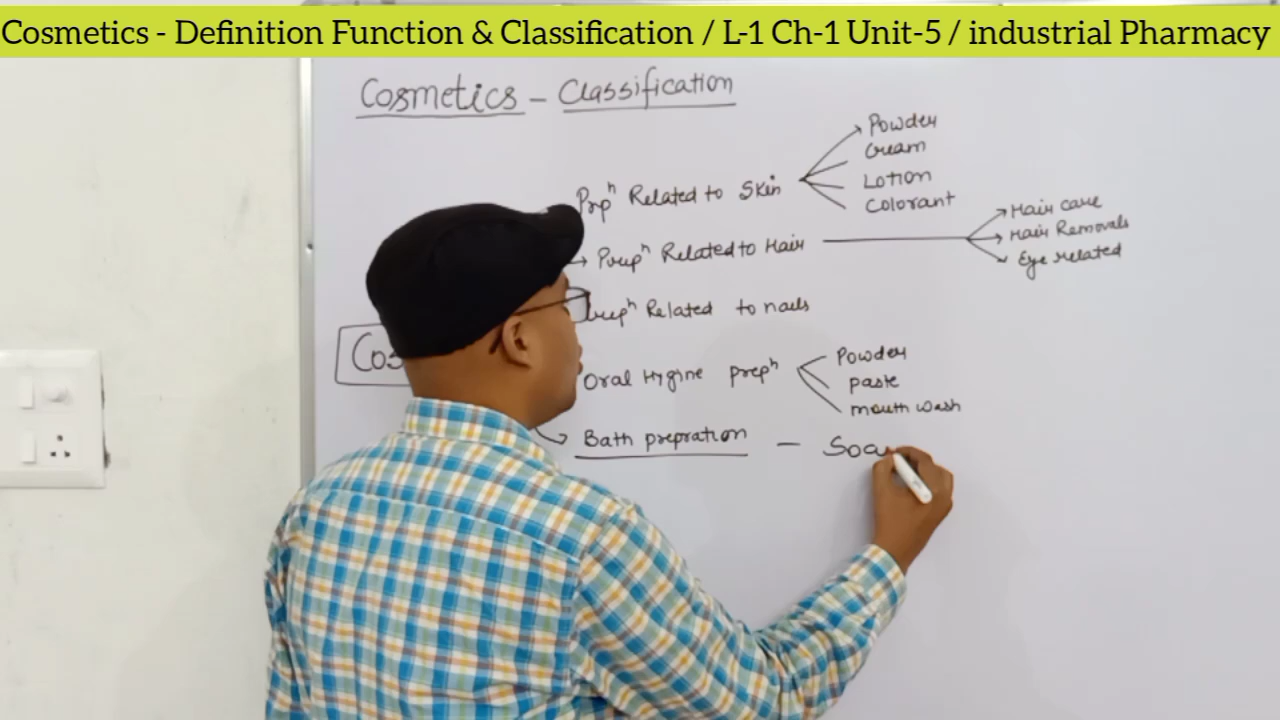 Cosmetics - Definition Function & Classification / L-1 Ch-1 Unit-5 / industrial Pharmacy
Cosmetics - Classification
Prpⁿ Related to Skin
Powder
Cream
Lotion
Colorant
Prepⁿ Related to Hair
Hair care
Hair Removals
Eye related
Related to nails
Oral Hygine prepⁿ
Powder
paste
mouth wash
Cos
Bath prepration - Soa